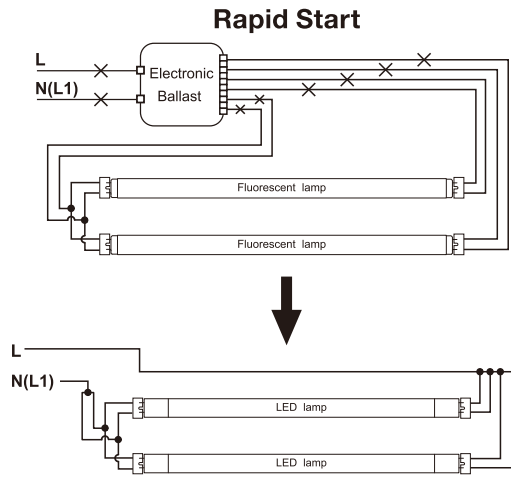 Rapid Start
L
N(L1)
Electronic
Ballast
Fluorescent lamp
Fluorescent lamp
L
N(L1)
LED lamp
LED lamp